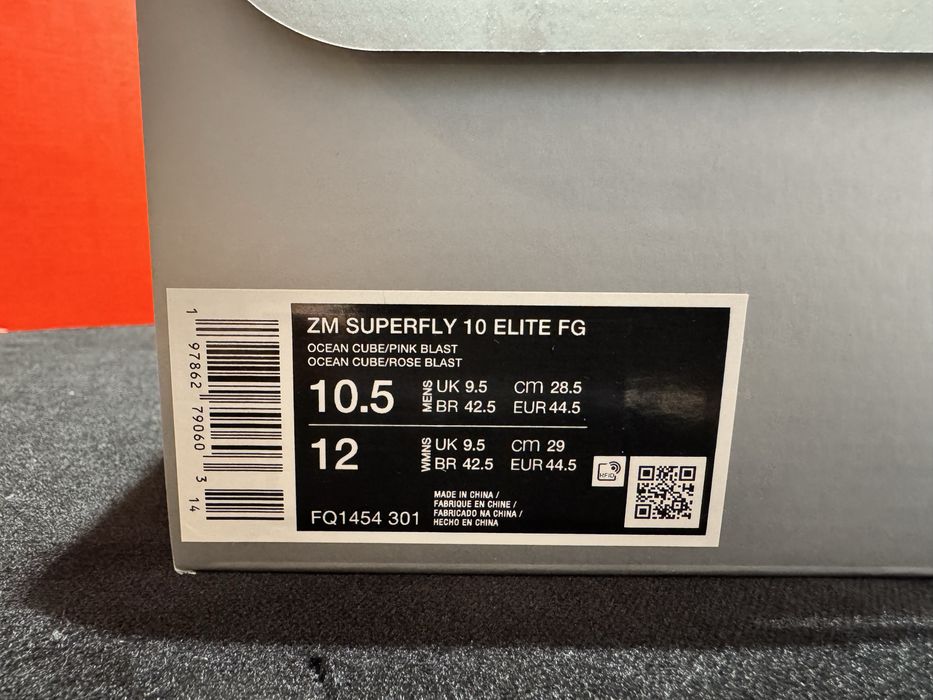 1 97862 79060 3 14
ZM SUPERFLY 10 ELITE FG
OCEAN CUBE/PINK BLAST
OCEAN CUBE/ROSE BLAST
10.5 MENS UK 9.5 cm 28.5
BR 42.5 EUR 44.5
12 WMNS UK 9.5 cm 29
BR 42.5 EUR 44.5
RFID
FQ1454 301
MADE IN CHINA /
FABRIQUE EN CHINE /
FABRICADO NA CHINA /
HECHO EN CHINA